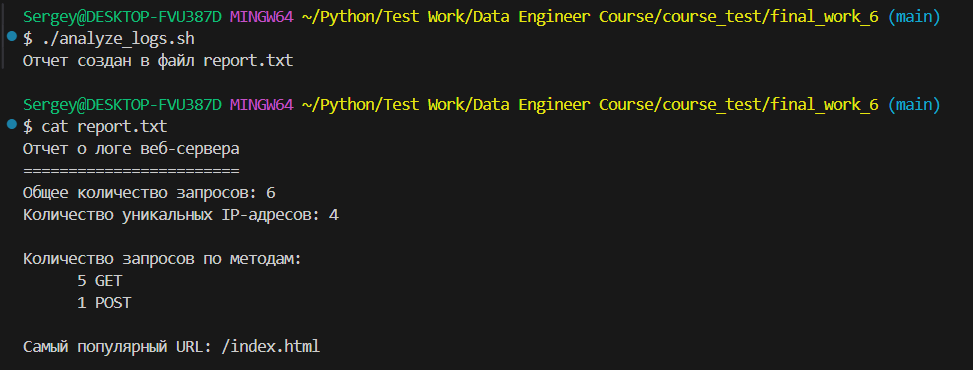 Sergey@DESKTOP-FVU387D MINGW64 ~/Python/Test Work/Data Engineer Course/course_test/final_work_6 (main)
$ ./analyze_logs.sh
Отчет создан в файл report.txt
Sergey@DESKTOP-FVU387D MINGW64 ~/Python/Test Work/Data Engineer Course/course_test/final_work_6 (main)
$ cat report.txt
Отчет о логе веб-сервера
========================
Общее количество запросов: 6
Количество уникальных IP-адресов: 4
Количество запросов по методам:
5 GET
1 POST
Самый популярный URL: /index.html